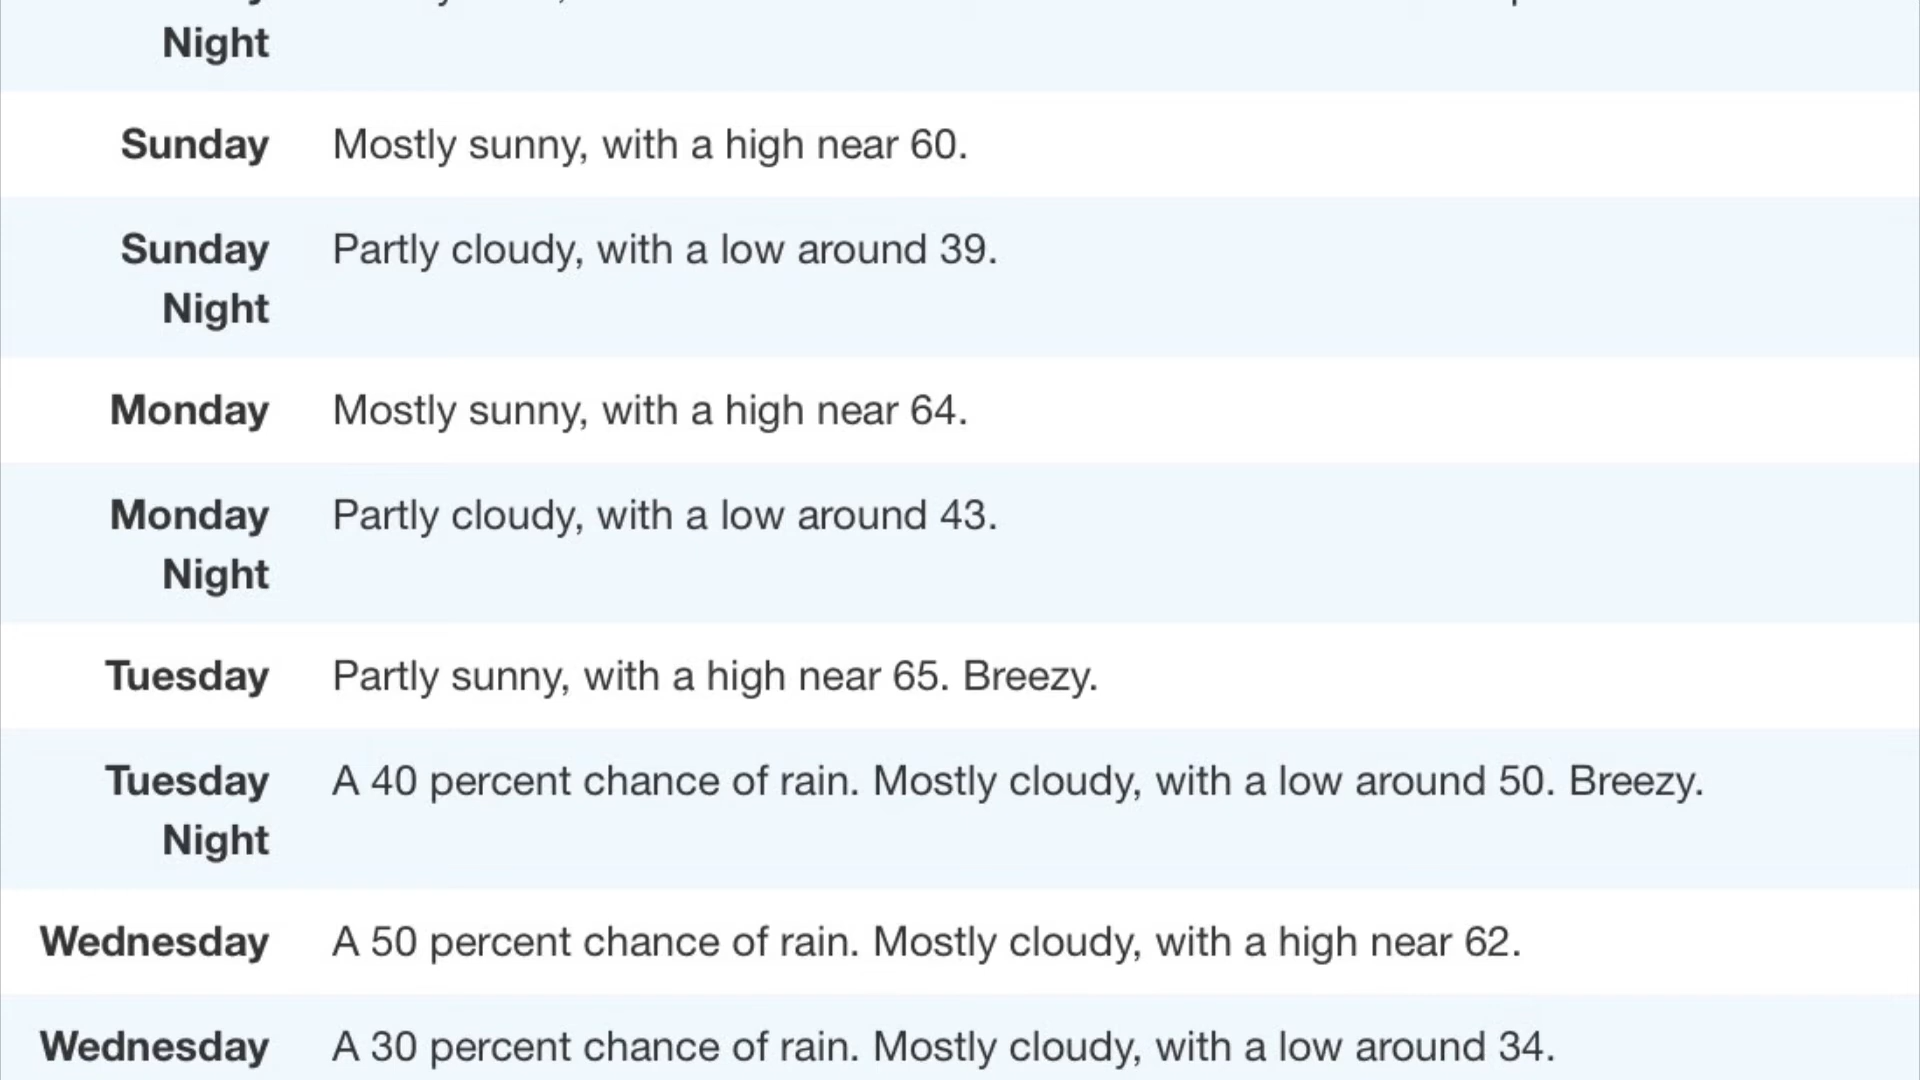 Night
Sunday Mostly sunny, with a high near 60.
Sunday Partly cloudy, with a low around 39.
Night
Monday Mostly sunny, with a high near 64.
Monday Partly cloudy, with a low around 43.
Night
Tuesday Partly sunny, with a high near 65. Breezy.
Tuesday A 40 percent chance of rain. Mostly cloudy, with a low around 50. Breezy.
Night
Wednesday A 50 percent chance of rain. Mostly cloudy, with a high near 62.
Wednesday A 30 percent chance of rain. Mostly cloudy, with a low around 34.